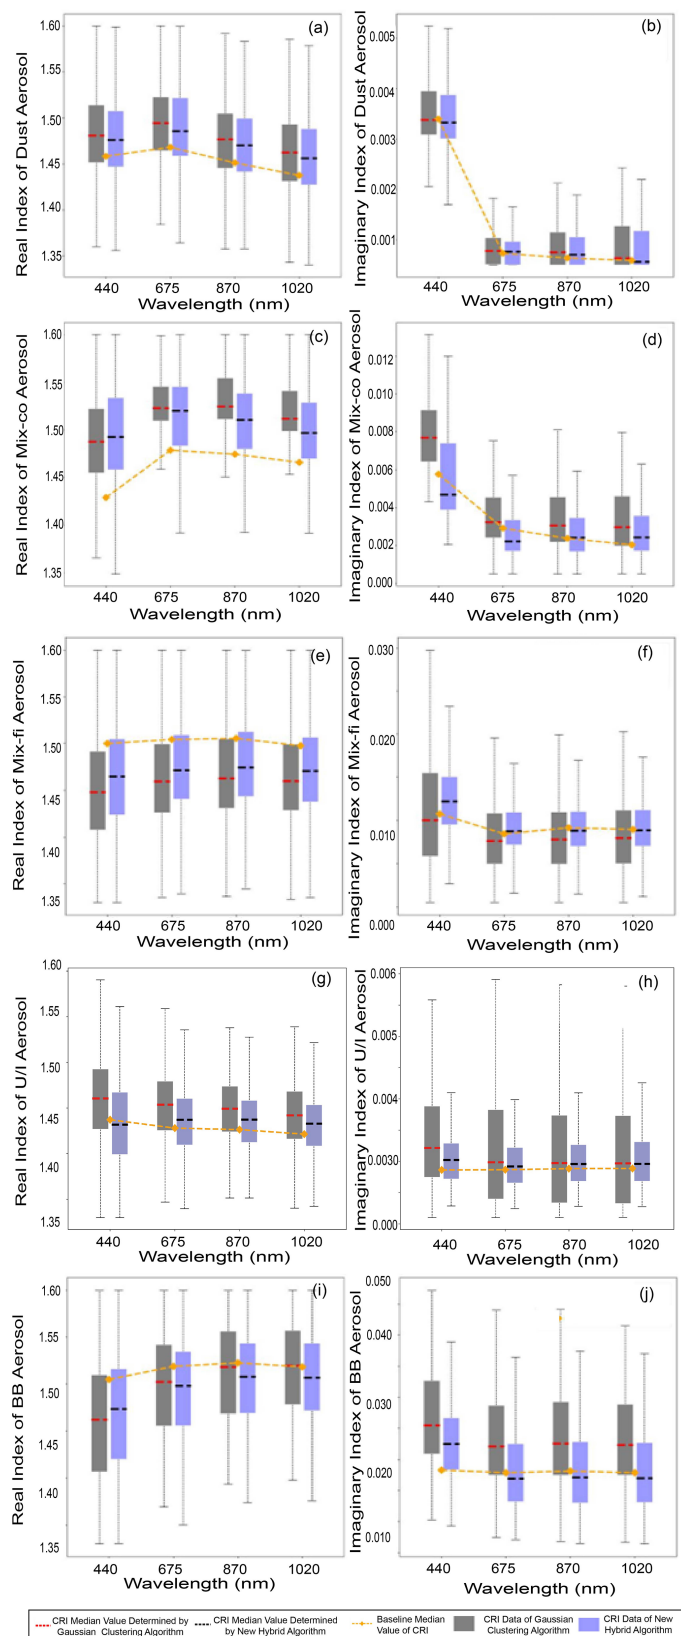 (a)
Real Index of Dust Aerosol
1.60
1.50
1.45
1.40
1.35
440 675 870 1020
Wavelength (nm)
(b)
Imaginary Index of Dust Aerosol
0.005
0.004
0.003
0.002
0.001
440 675 870 1020
Wavelength (nm)
(c)
Real Index of Mix-co Aerosol
1.60
1.55
1.50
1.45
1.40
1.35
440 675 870 1020
Wavelength (nm)
(d)
Imaginary Index of Mix-co Aerosol
0.012
0.008
0.006
0.004
0.002
0.000
440 675 870 1020
Wavelength (nm)
(e)
Real Index of Mix-fi Aerosol
1.60
1.55
1.50
1.45
1.40
1.35
440 675 870 1020
Wavelength (nm)
(f)
Imaginary Index of Mix-fi Aerosol
0.030
0.020
0.010
0.000
440 675 870 1020
Wavelength (nm)
(g)
Real Index of U/I Aerosol
1.60
1.55
1.50
1.45
1.40
1.35
440 675 870 1020
Wavelength (nm)
(h)
Imaginary Index of U/I Aerosol
0.006
0.005
0.004
0.0030
0.000
440 675 870 1020
Wavelength (nm)
(i)
Real Index of BB Aerosol
1.60
1.55
1.50
1.45
1.40
1.35
440 675 870 1020
Wavelength (nm)
(j)
Imaginary Index of BB Aerosol
0.050
0.040
0.030
0.020
0.010
440 675 870 1020
Wavelength (nm)
CRI Median Value Determined by
Gaussian Clustering Algorithm
CRI Median Value Determined
by New Hybrid Algorithm
Baseline Median
Value of CRI
CRI Data of Gaussian
Clustering Algorithm
CRI Data of New
Hybrid Algorithm